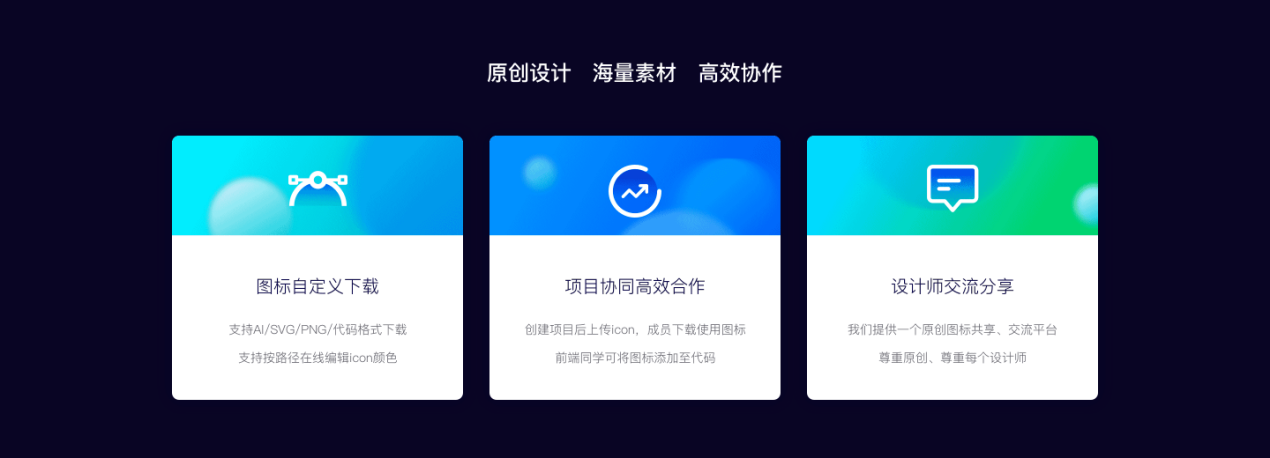 原创设计 海量素材 高效协作
图标自定义下载
支持AI/SVG/PNG/代码格式下载
支持按路径在线编辑icon颜色
项目协同高效合作
创建项目后上传icon，成员下载使用图标
前端同学可将图标添加至代码
设计师交流分享
我们提供一个原创图标共享、交流平台
尊重原创、尊重每个设计师